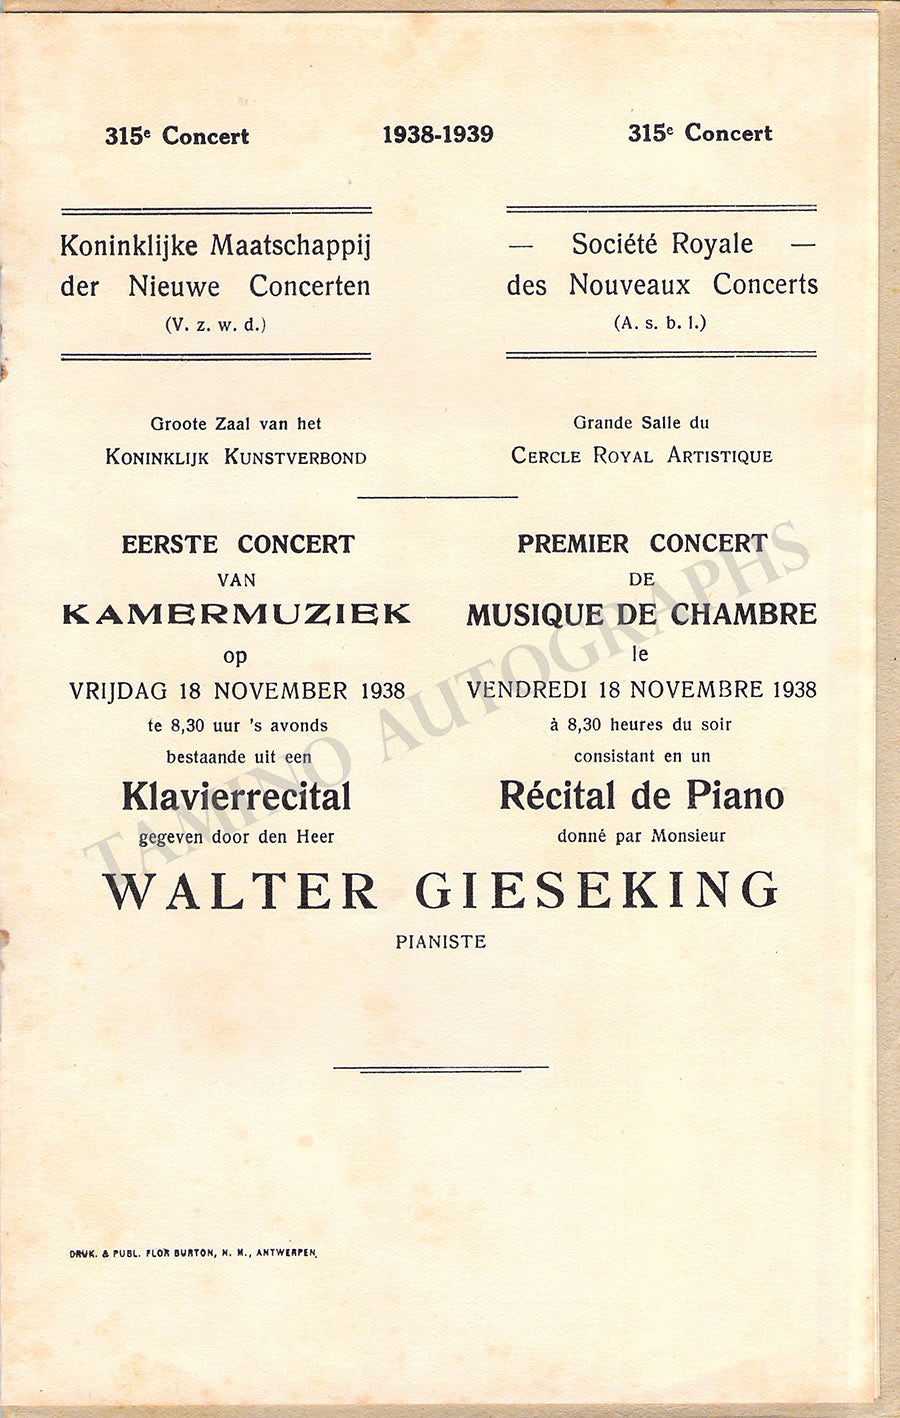 315e Concert 1938-1939 315e Concert
Koninklijke Maatschappij
der Nieuwe Concerten
(V. z. w. d.)
— Société Royale —
des Nouveaux Concerts
(A. s. b. l.)
Groote Zaal van het
KONINKLIJK KUNSTVERBOND
Grande Salle du
CERCLE ROYAL ARTISTIQUE
EERSTE CONCERT
VAN
KAMERMUZIEK
op
VRIJDAG 18 NOVEMBER 1938
te 8,30 uur 's avonds
bestaande uit een
Klavierrecital
gegeven door den Heer
PREMIER CONCERT
DE
MUSIQUE DE CHAMBRE
le
VENDREDI 18 NOVEMBRE 1938
à 8,30 heures du soir
consistant en un
Récital de Piano
donné par Monsieur
WALTER GIESEKING
PIANISTE
DRUK. & PUBL. FLOR BURTON, N. M., ANTWERPEN.
TAMINO AUTOGRAPHS